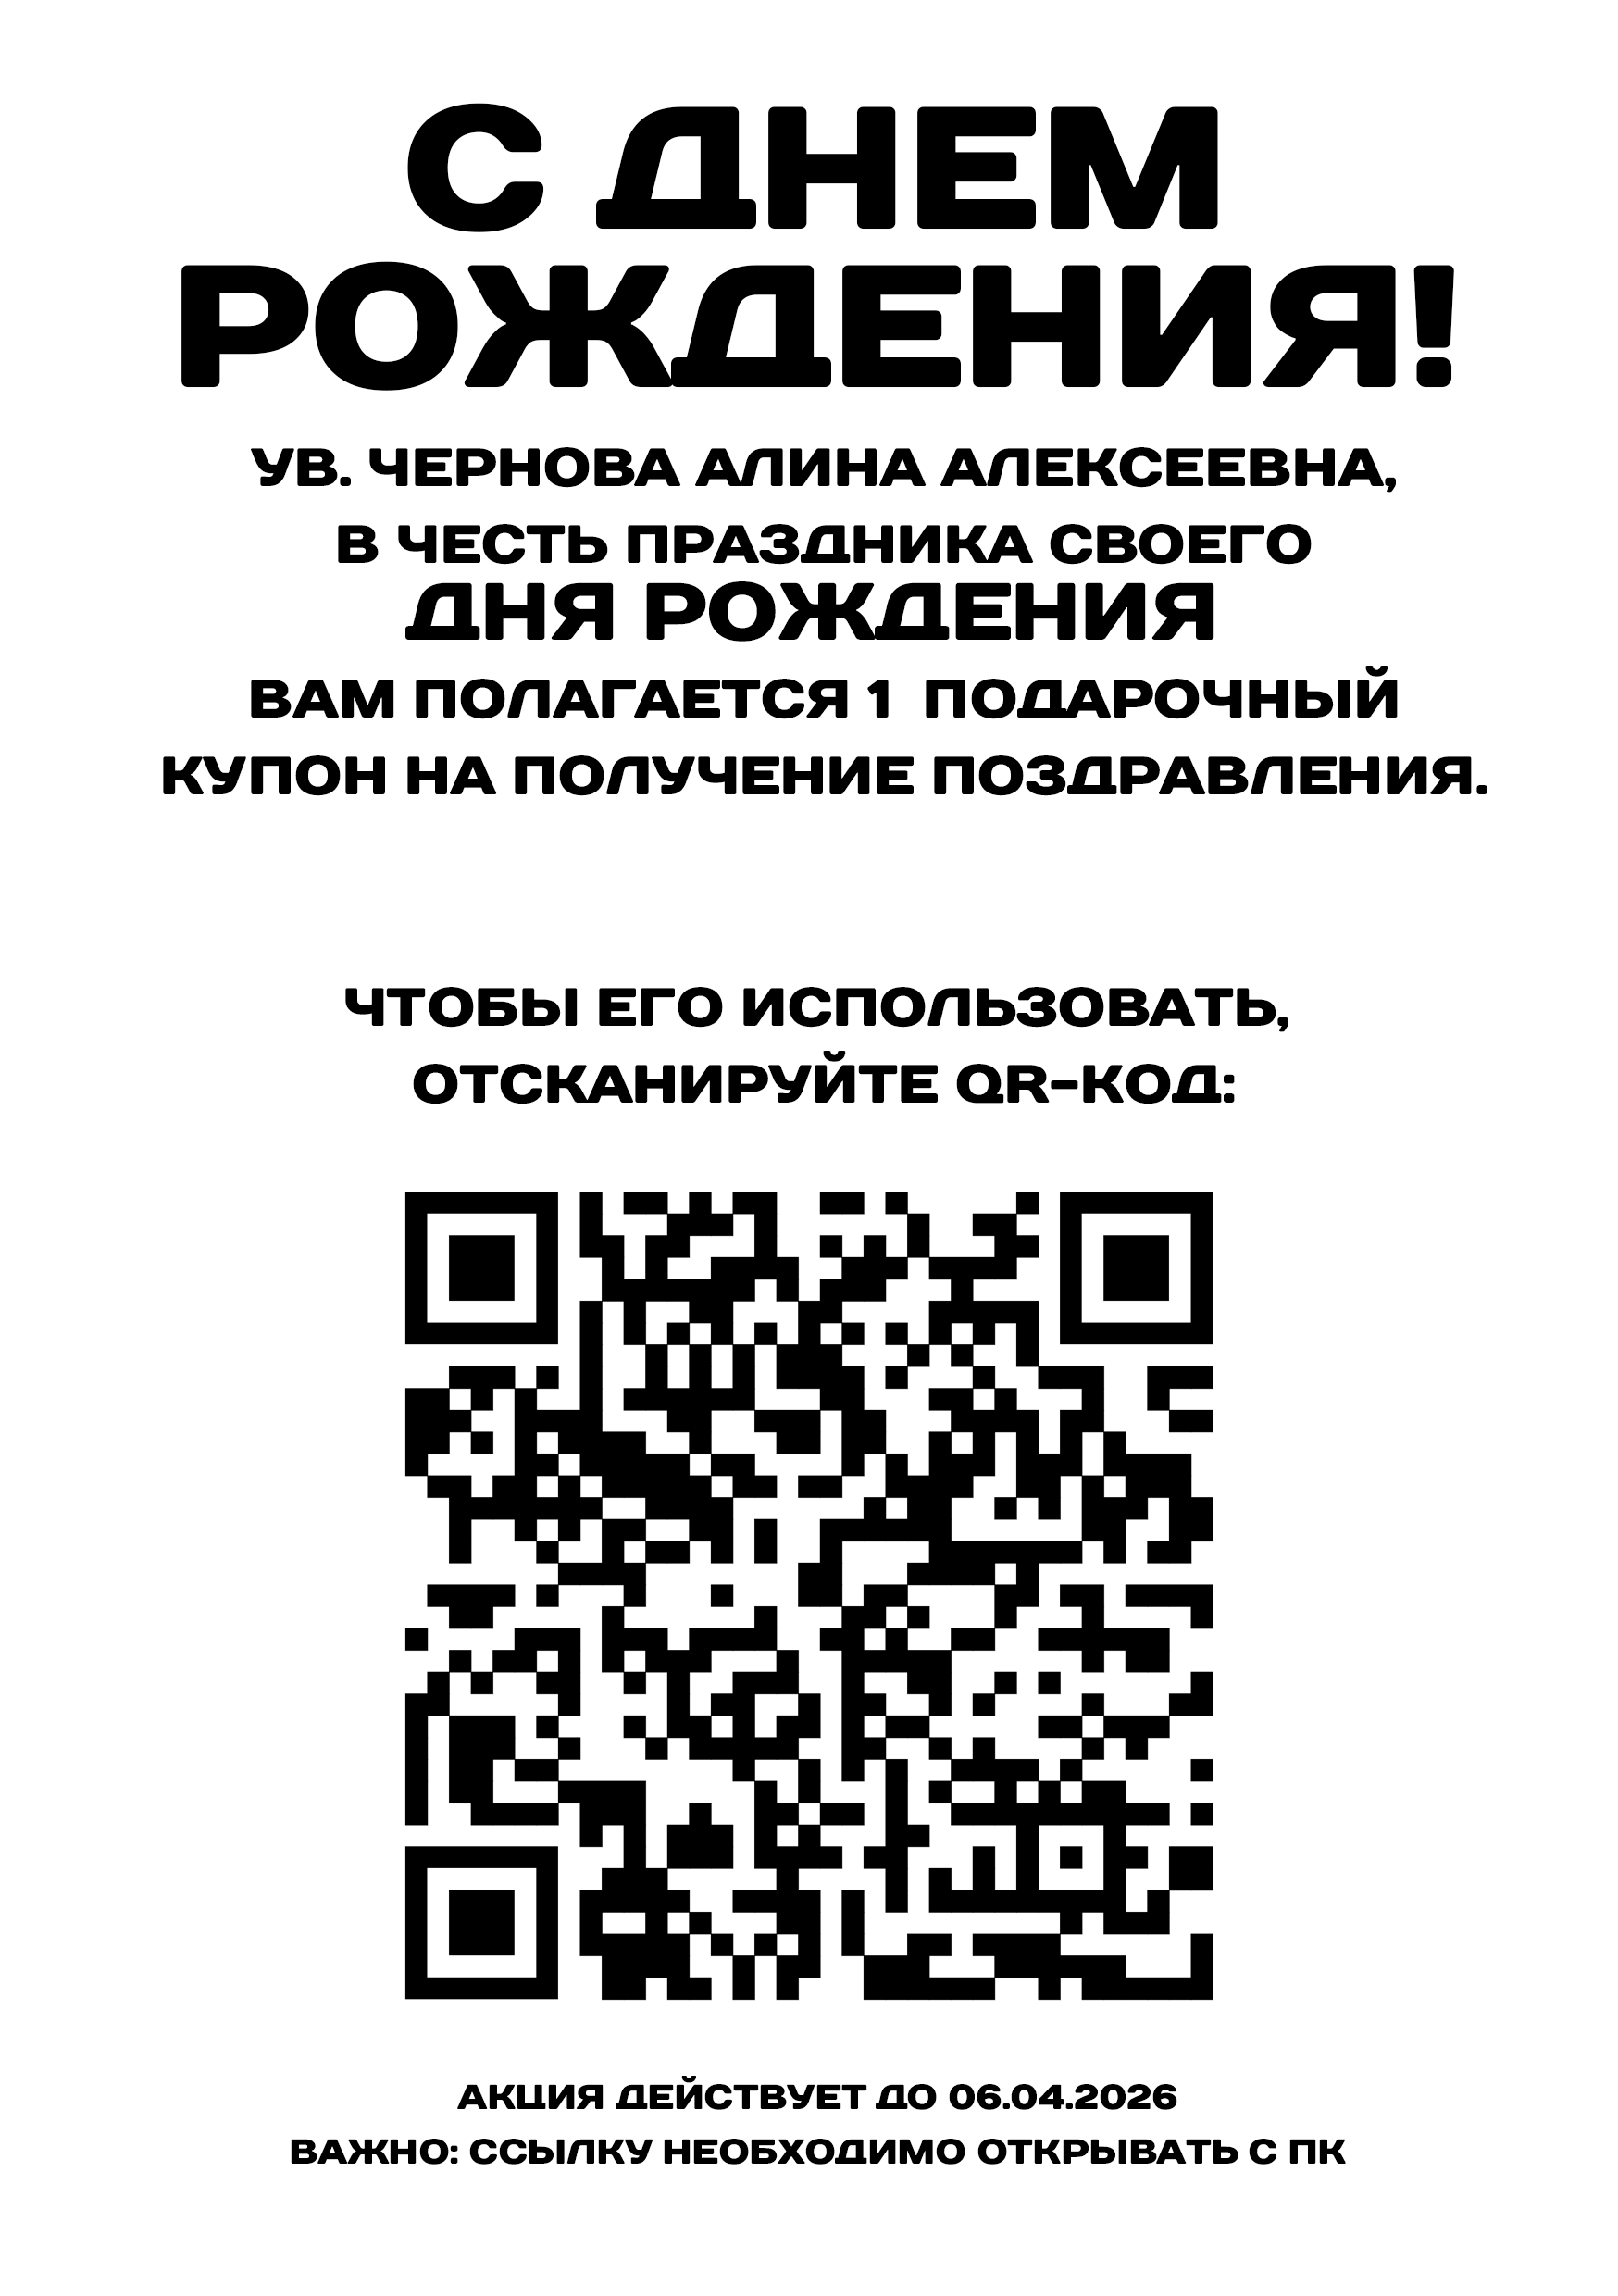 С ДНЕМ
РОЖДЕНИЯ!
УВ. ЧЕРНОВА АЛИНА АЛЕКСЕЕВНА,
В ЧЕСТЬ ПРАЗДНИКА СВОЕГО
ДНЯ РОЖДЕНИЯ
ВАМ ПОЛАГАЕТСЯ 1 ПОДАРОЧНЫЙ
КУПОН НА ПОЛУЧЕНИЕ ПОЗДРАВЛЕНИЯ.
ЧТОБЫ ЕГО ИСПОЛЬЗОВАТЬ,
ОТСКАНИРУЙТЕ QR-КОД:
АКЦИЯ ДЕЙСТВУЕТ ДО 06.04.2026
ВАЖНО: ССЫЛКУ НЕОБХОДИМО ОТКРЫВАТЬ С ПК